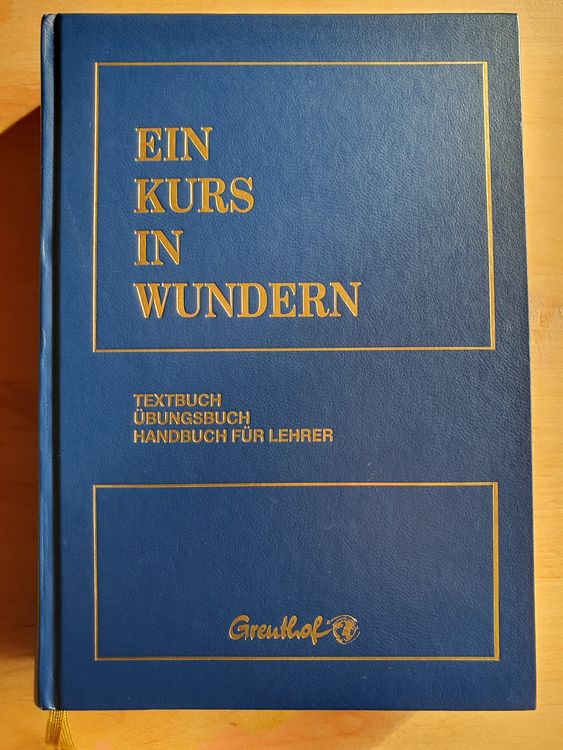 EIN
KURS
IN
WUNDERN
TEXTBUCH
ÜBUNGSBUCH
HANDBUCH FÜR LEHRER
Greuthof